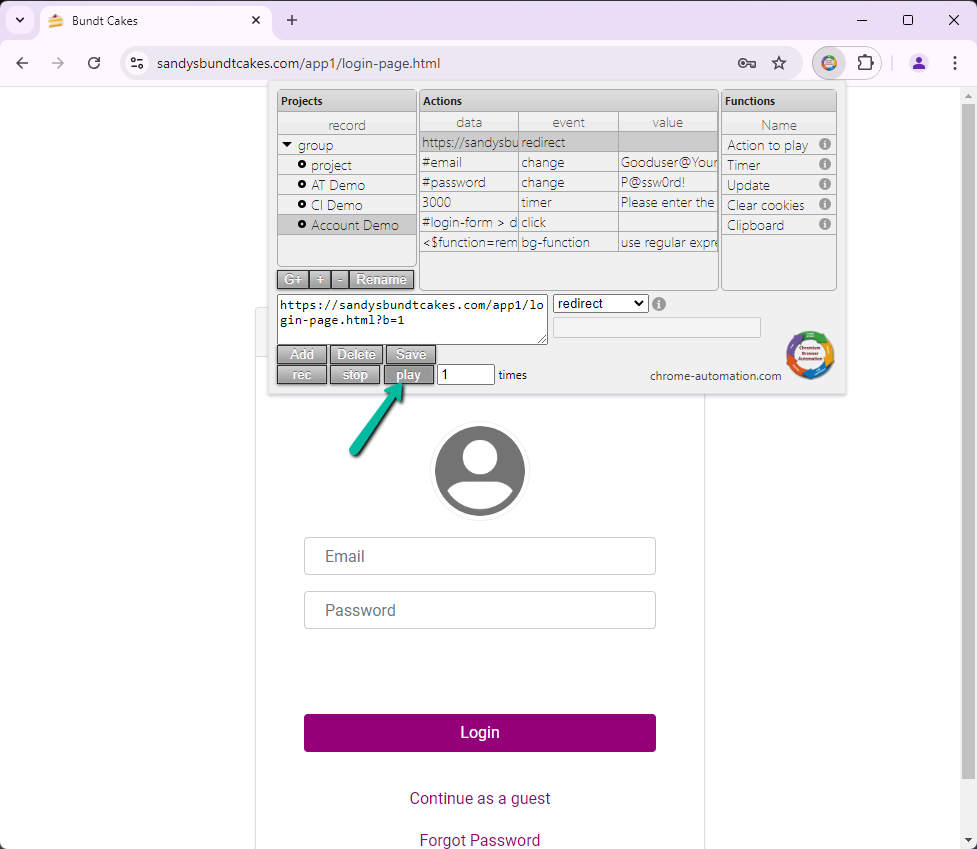 Bundt Cakes
sandysbundtcakes.com/app1/login-page.html
Projects
record
group
project
AT Demo
CI Demo
Account Demo
G+ + - Rename
Actions
data event value
https://sandysbu redirect
#email change Gooduser@Your
#password change P@ssw0rd!
3000 timer Please enter the
#login-form > d click
<$function=rem bg-function use regular expre
Functions
Name
Action to play
Timer
Update
Clear cookies
Clipboard
https://sandysbundtcakes.com/app1/lo
gin-page.html?b=1
redirect
Add Delete Save
rec stop play 1 times
chrome-automation.com
Chromium
Browser
Automation
Email
Password
Login
Continue as a guest
Forgot Password